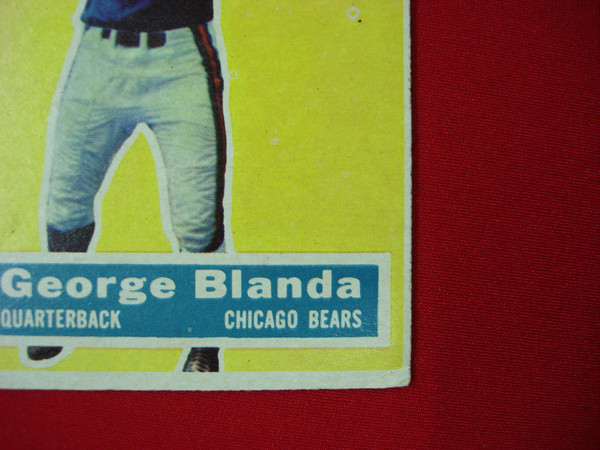 George Blanda
QUARTERBACK CHICAGO BEARS